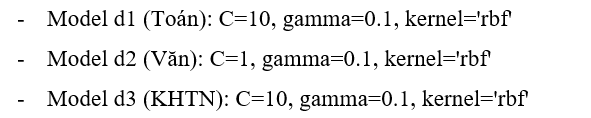 - Model d1 (Toán): C=10, gamma=0.1, kernel='rbf'
- Model d2 (Văn): C=1, gamma=0.1, kernel='rbf'
- Model d3 (KHTN): C=10, gamma=0.1, kernel='rbf'